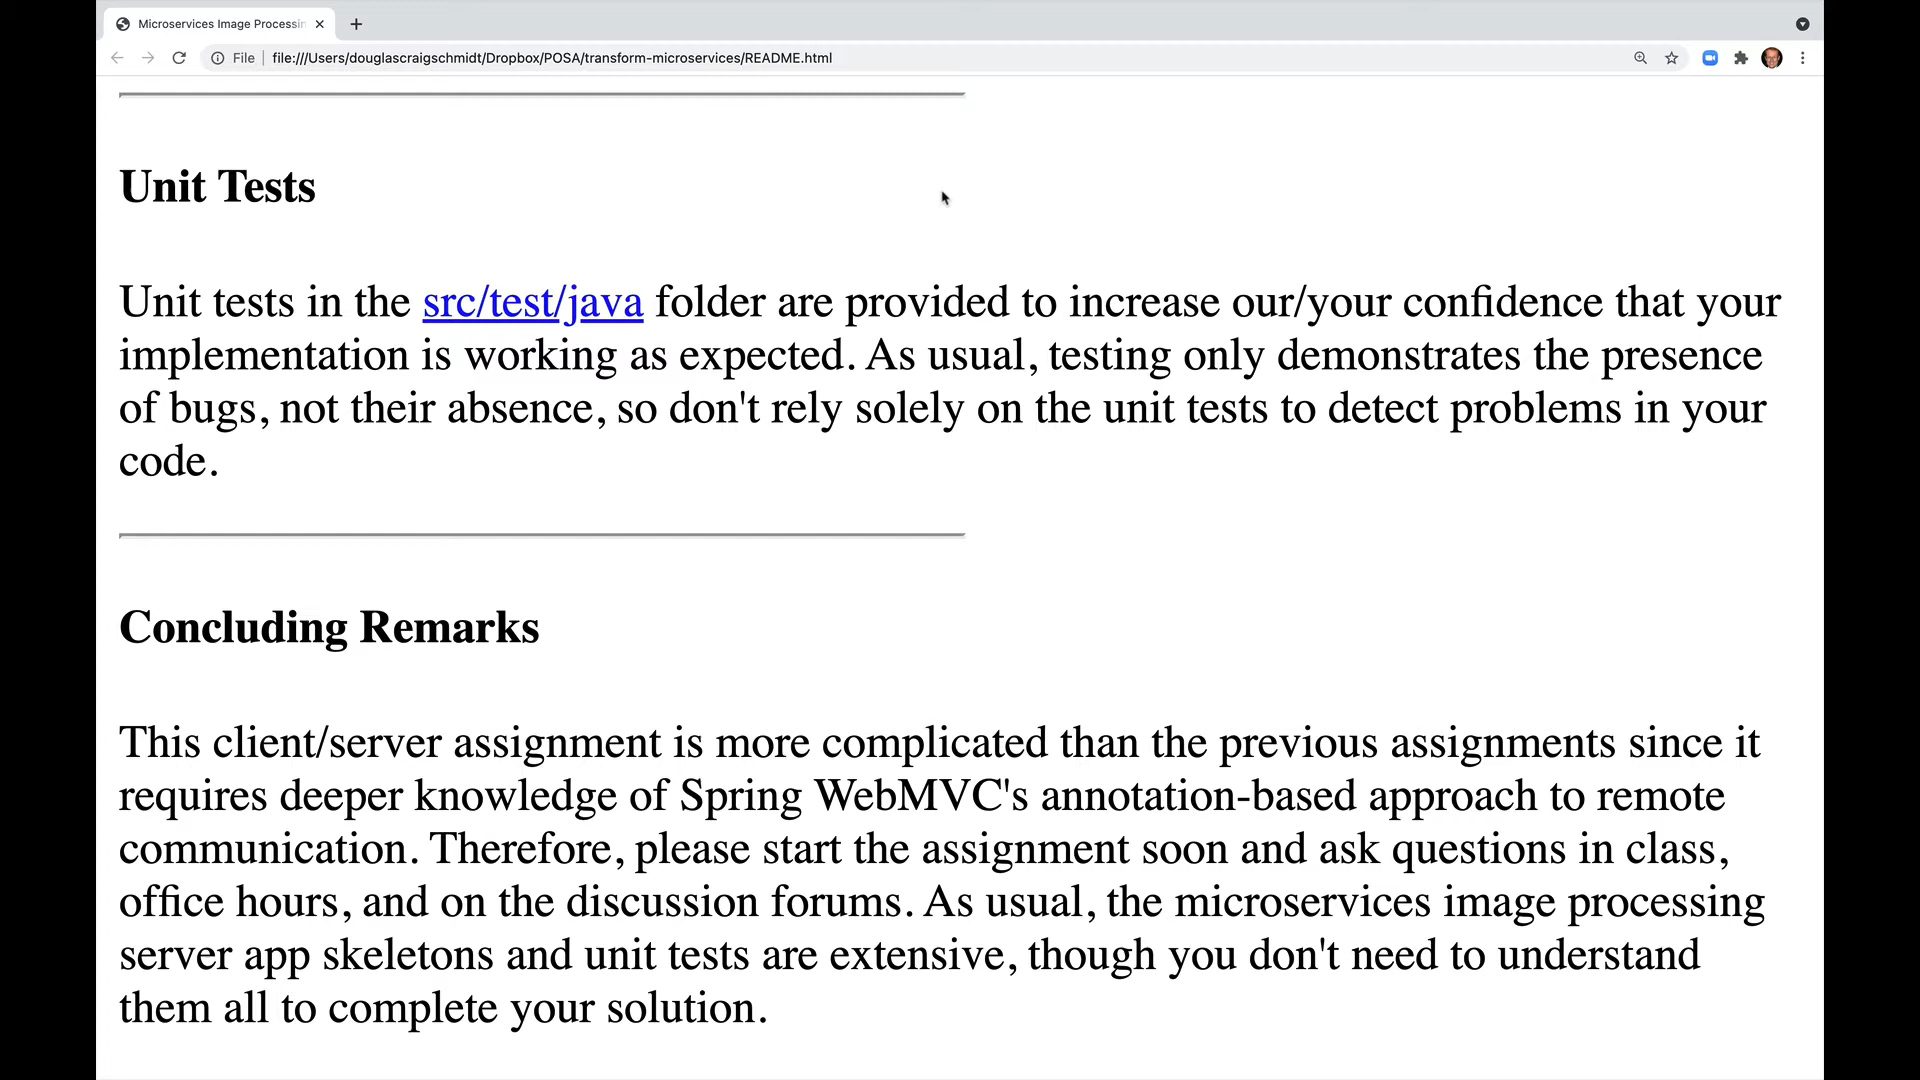 Microservices Image Processin
File
file:///Users/douglascraigschmidt/Dropbox/POSA/transform-microservices/README.html
Unit Tests
Unit tests in the src/test/java folder are provided to increase our/your confidence that your
implementation is working as expected. As usual, testing only demonstrates the presence
of bugs, not their absence, so don't rely solely on the unit tests to detect problems in your
code.
Concluding Remarks
This client/server assignment is more complicated than the previous assignments since it
requires deeper knowledge of Spring WebMVC's annotation-based approach to remote
communication. Therefore, please start the assignment soon and ask questions in class,
office hours, and on the discussion forums. As usual, the microservices image processing
server app skeletons and unit tests are extensive, though you don't need to understand
them all to complete your solution.